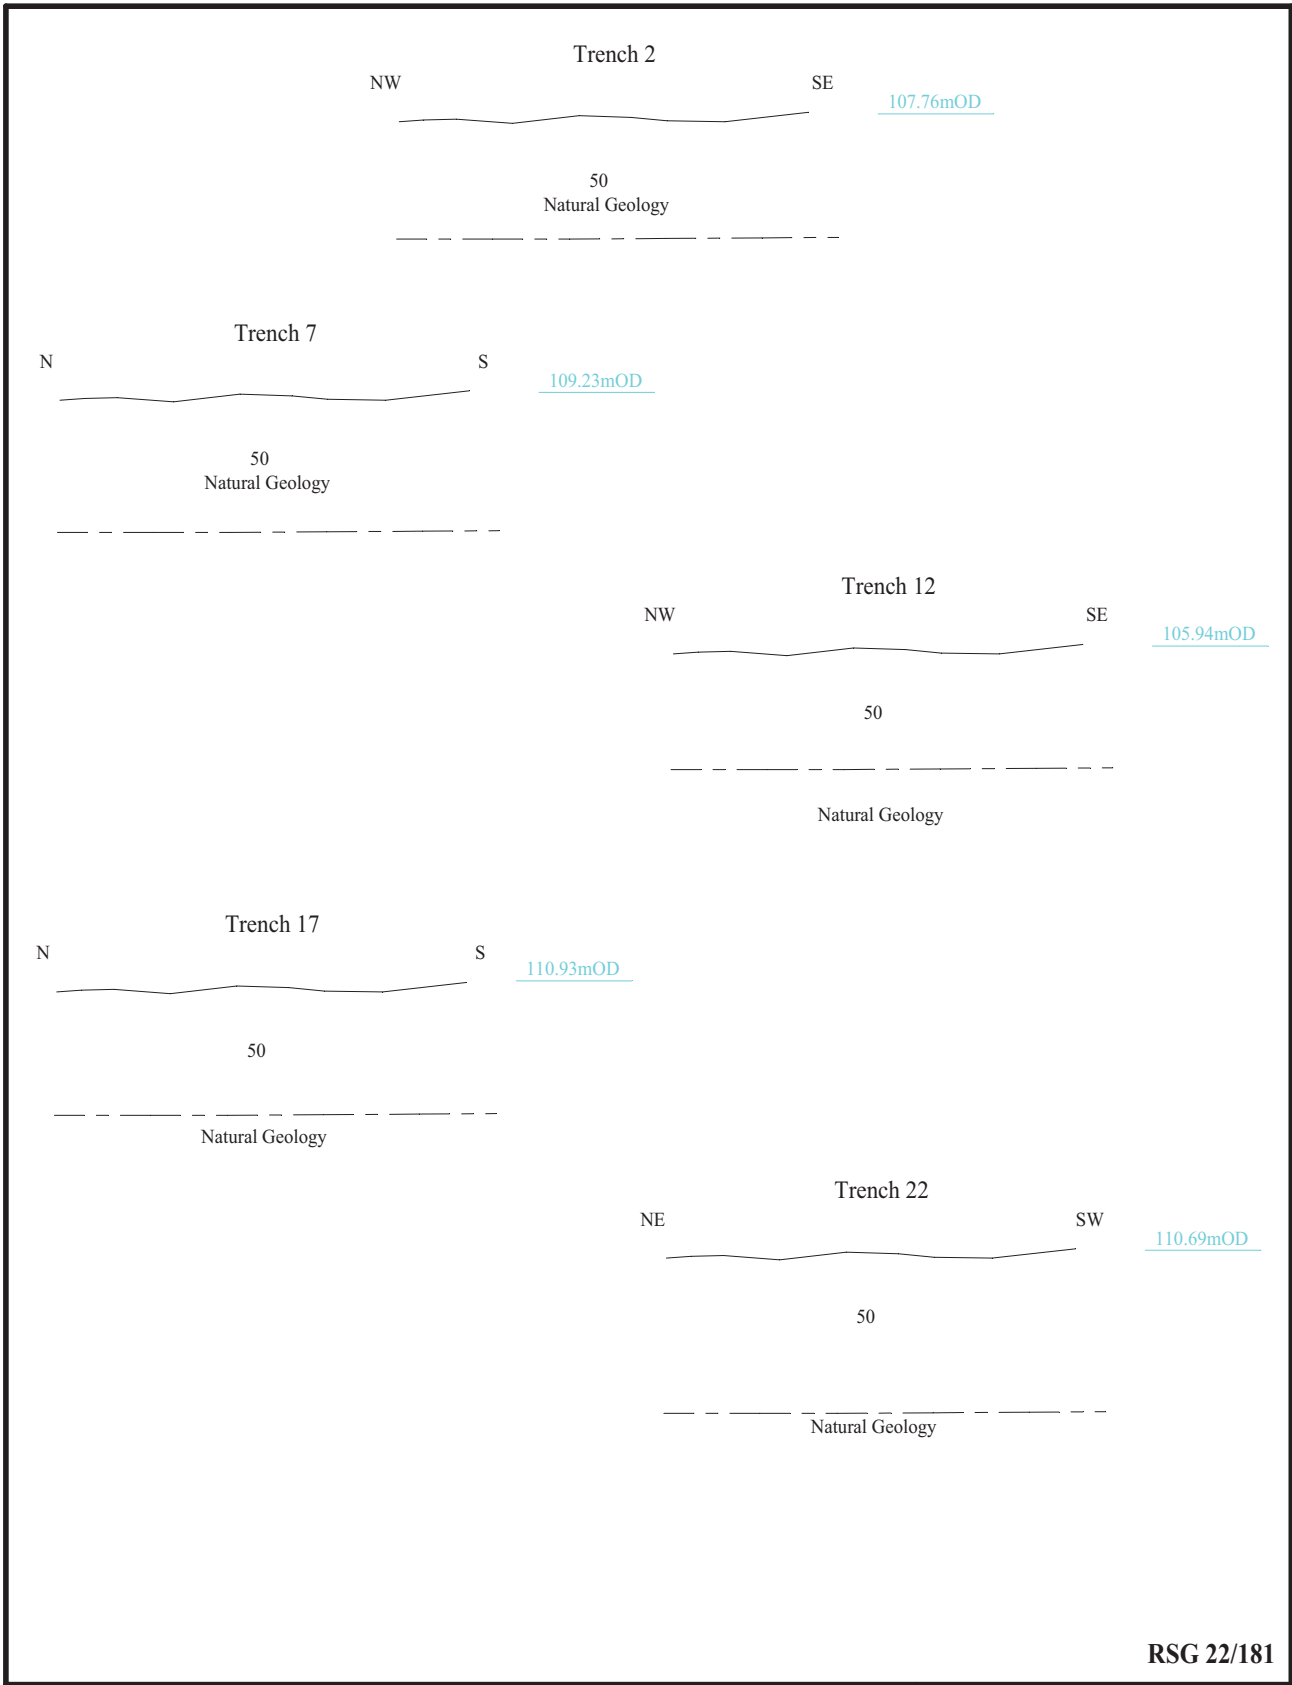 Trench 2
NW
SE
107.76mOD
50
Natural Geology
Trench 7
N
S
109.23mOD
50
Natural Geology
Trench 12
NW
SE
105.94mOD
50
Natural Geology
Trench 17
N
S
110.93mOD
50
Natural Geology
Trench 22
NE
SW
110.69mOD
50
Natural Geology
RSG 22/181